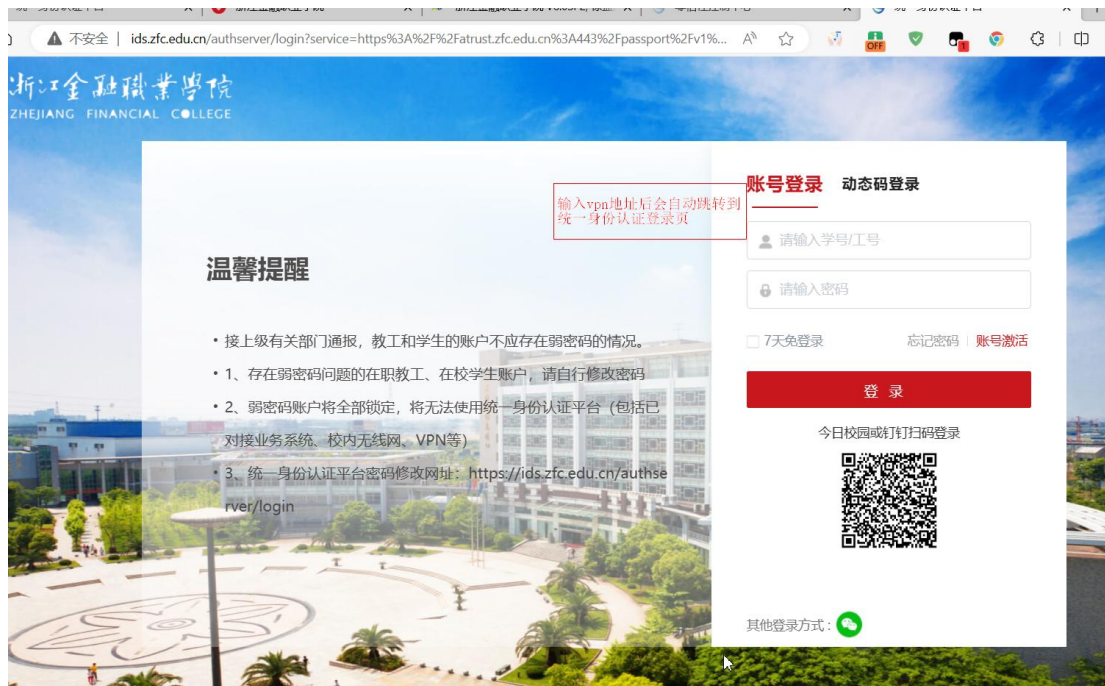 不安全 | ids.zfc.edu.cn/authserver/login?service=https%3A%2F%2Fatrust.zfc.edu.cn%3A443%2Fpassport%2Fv1%...
OFF
1
浙江金融職業學院
ZHEJIANG FINANCIAL COLLEGE
账号登录 动态码登录
输入vpn地址后会自动跳转到
统一身份认证登录页
请输入学号/工号
温馨提醒
请输入密码
• 接上级有关部门通报，教工和学生的账户不应存在弱密码的情况。
7天免登录 忘记密码 | 账号激活
• 1、存在弱密码问题的在职教工、在校学生账户，请自行修改密码
登 录
• 2、弱密码账户将全部锁定，将无法使用统一身份认证平台（包括已
对接业务系统、校内无线网、VPN等）
今日校园或钉钉扫码登录
• 3、统一身份认证平台密码修改网址：https://ids.zfc.edu.cn/authse
rver/login
其他登录方式：